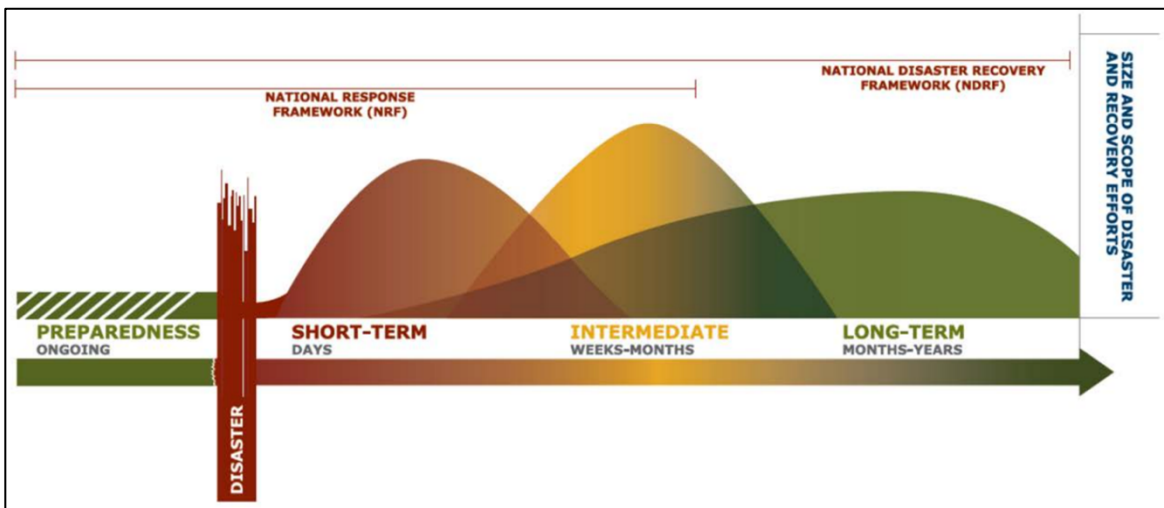 NATIONAL DISASTER RECOVERY
FRAMEWORK (NDRF)
NATIONAL RESPONSE
FRAMEWORK (NRF)
SIZE AND SCOPE OF DISASTER
AND RECOVERY EFFORTS
PREPAREDNESS
ONGOING
SHORT-TERM
DAYS
INTERMEDIATE
WEEKS-MONTHS
LONG-TERM
MONTHS-YEARS
DISASTER